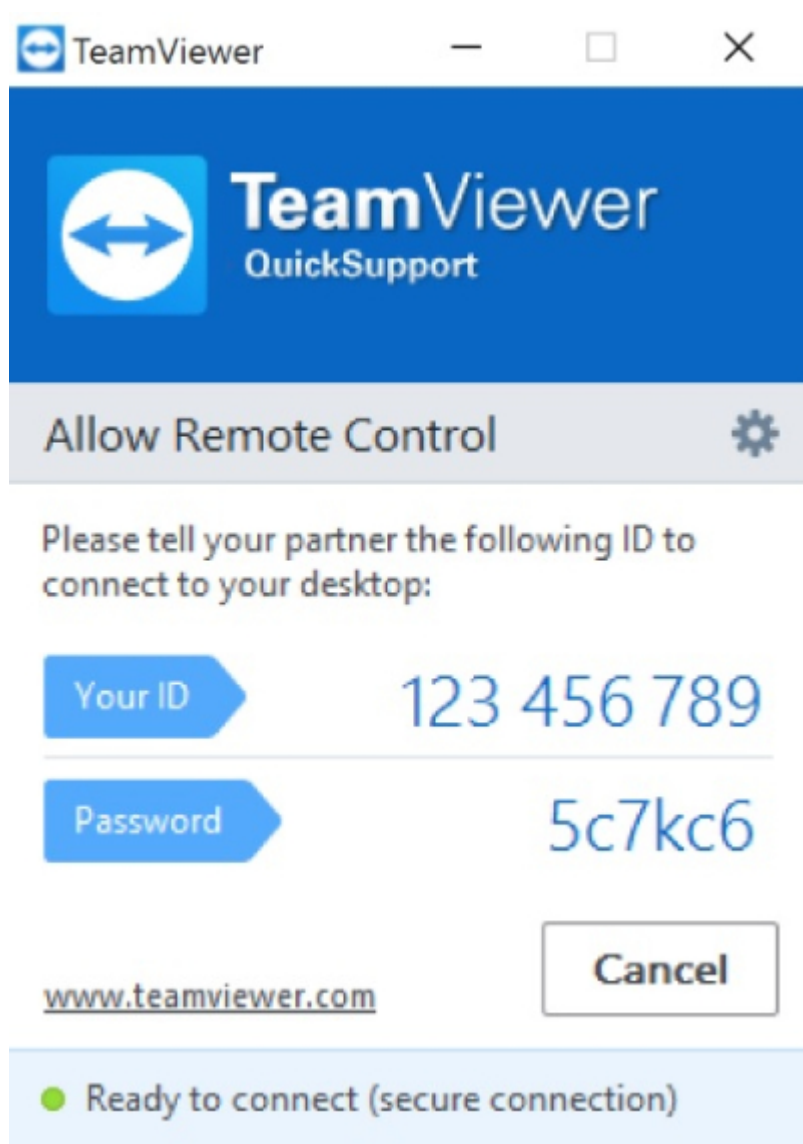 TeamViewer
TeamViewer
QuickSupport
Allow Remote Control
Please tell your partner the following ID to
connect to your desktop:
Your ID 123 456 789
Password 5c7kc6
Cancel
www.teamviewer.com
Ready to connect (secure connection)